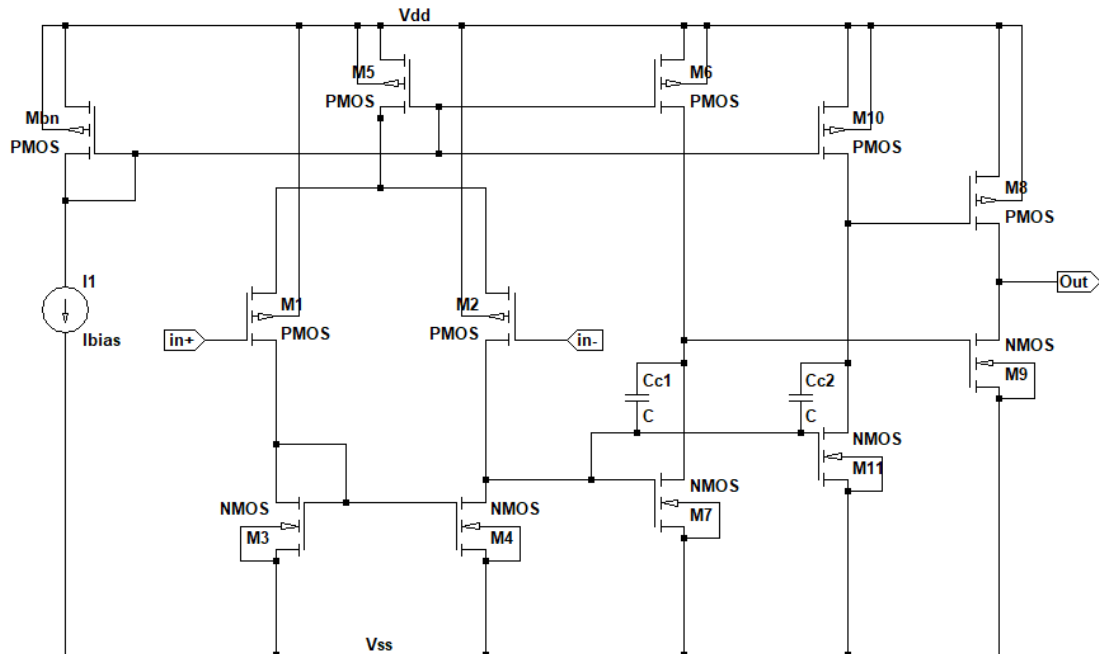 Vdd
M5
PMOS
M6
PMOS
Mbn
PMOS
M10
PMOS
M8
PMOS
I1
Ibias
in+
M1
PMOS
M2
PMOS
in-
Out
NMOS
M9
Cc1
C
Cc2
C
NMOS
M11
NMOS
M3
NMOS
M4
NMOS
M7
Vss